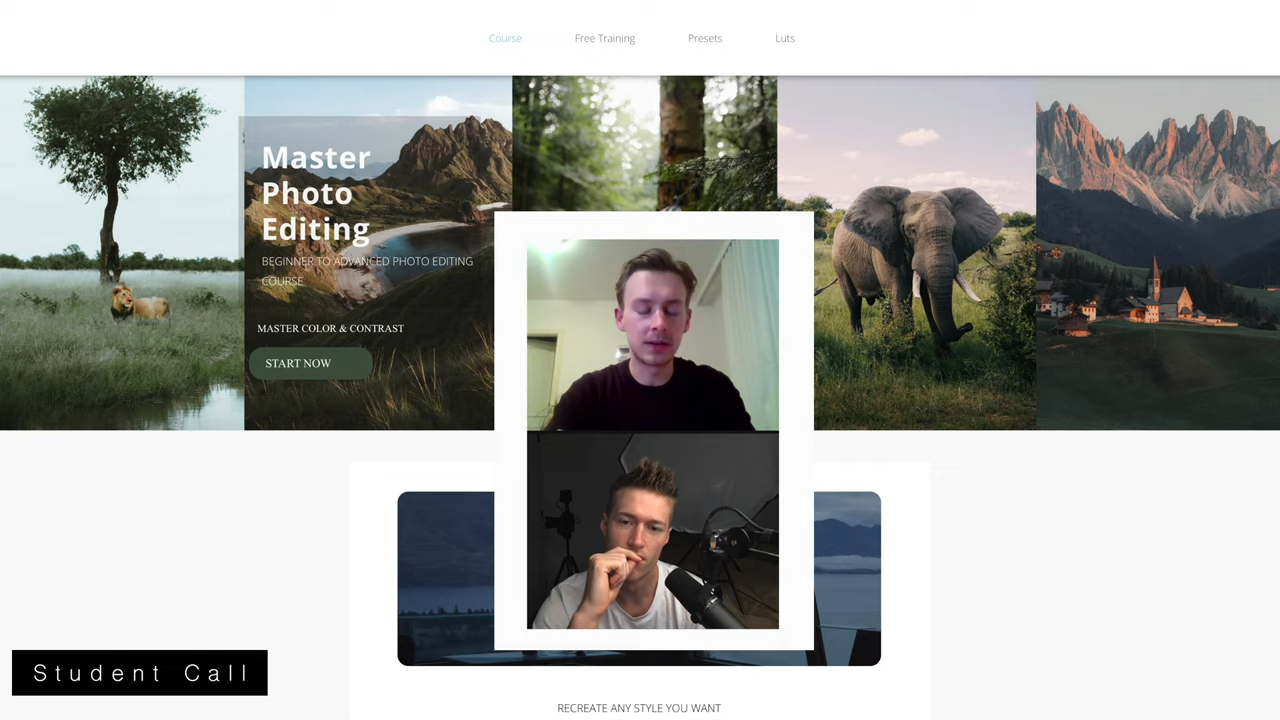 Course
Free Training
Presets
Luts
Master
Photo
Editing
BEGINNER TO ADVANCED PHOTO EDITING
COURSE
MASTER COLOR & CONTRAST
START NOW
RECREATE ANY STYLE YOU WANT
Student Call